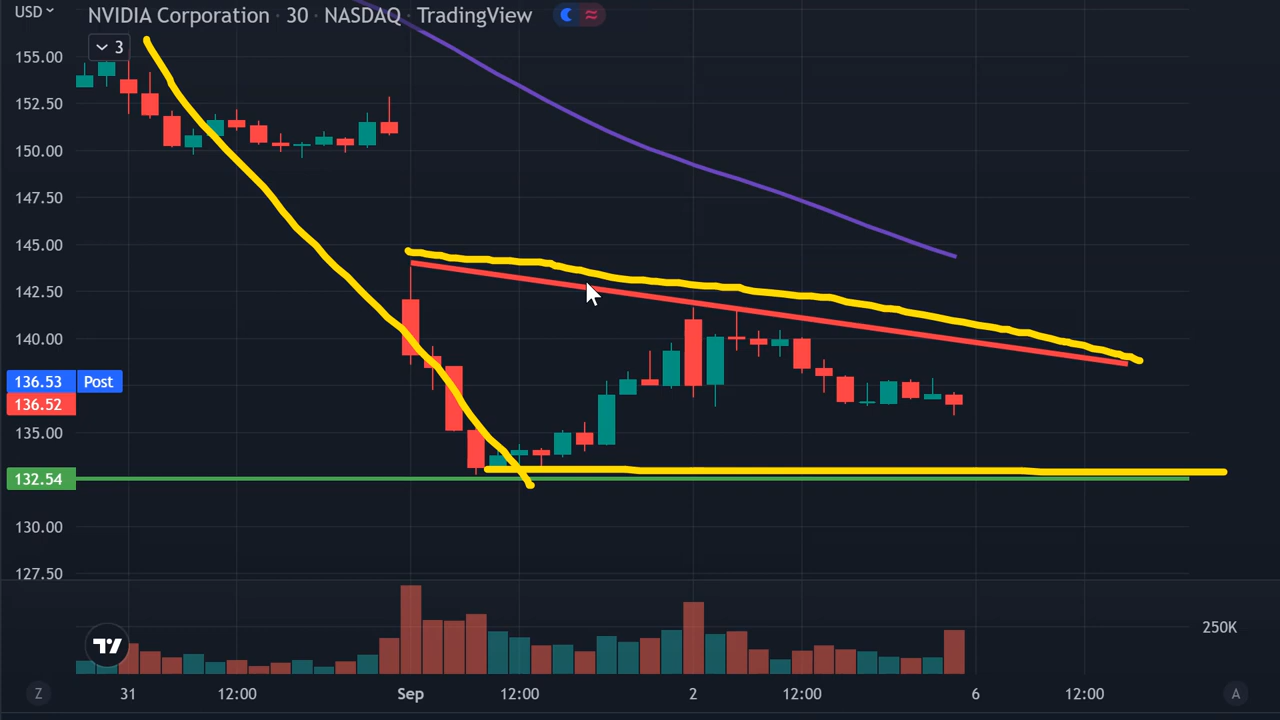 USD
NVIDIA Corporation · 30 · NASDAQ · TradingView
3
155.00
152.50
150.00
147.50
145.00
142.50
140.00
136.53 Post
136.52
135.00
132.54
130.00
127.50
250K
Z 31 12:00 Sep 12:00 2 12:00 6 12:00 A